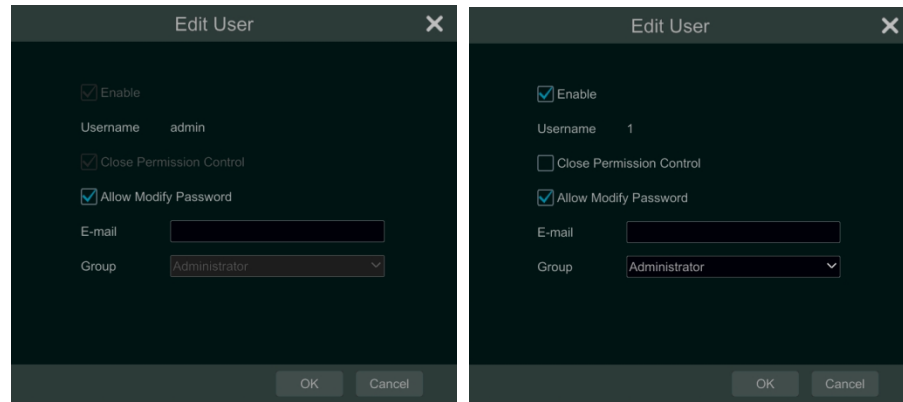 Edit User
Enable
Username admin
Close Permission Control
Allow Modify Password
E-mail
Group Administrator
OK Cancel
Edit User
Enable
Username 1
Close Permission Control
Allow Modify Password
E-mail
Group Administrator
OK Cancel